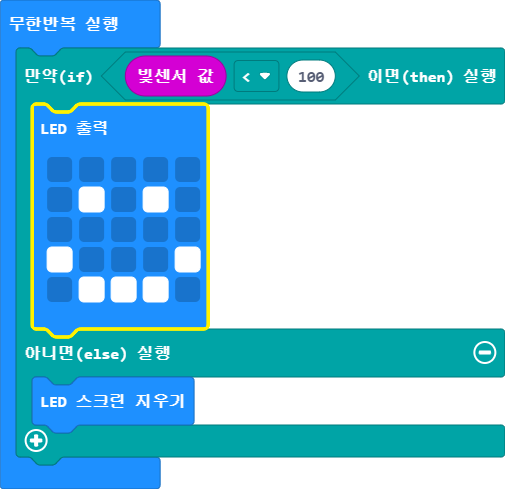 무한반복 실행
만약(if) 빛센서 값 < 100 이면(then) 실행
LED 출력
아니면(else) 실행
LED 스크린 지우기